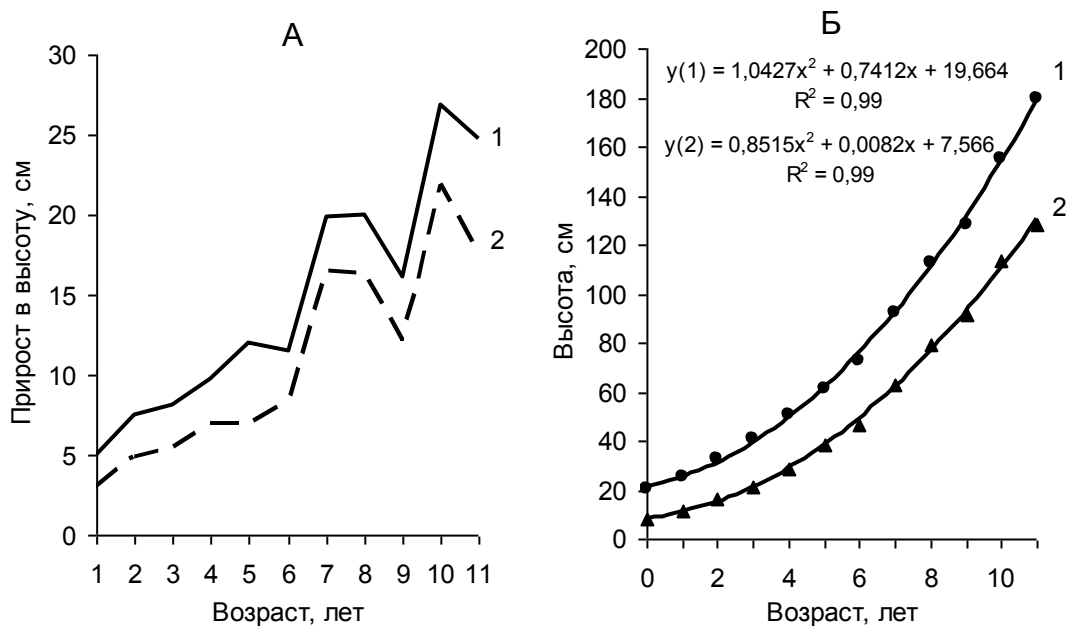 А
Прирост в высоту, см
30
25
20
15
10
5
0
1
2
1 2 3 4 5 6 7 8 9 10 11
Возраст, лет
Б
Высота, см
200
180
160
140
120
100
80
60
40
20
0
y(1) = 1,0427x² + 0,7412x + 19,664
R² = 0,99
y(2) = 0,8515x² + 0,0082x + 7,566
R² = 0,99
1
2
0 2 4 6 8 10
Возраст, лет